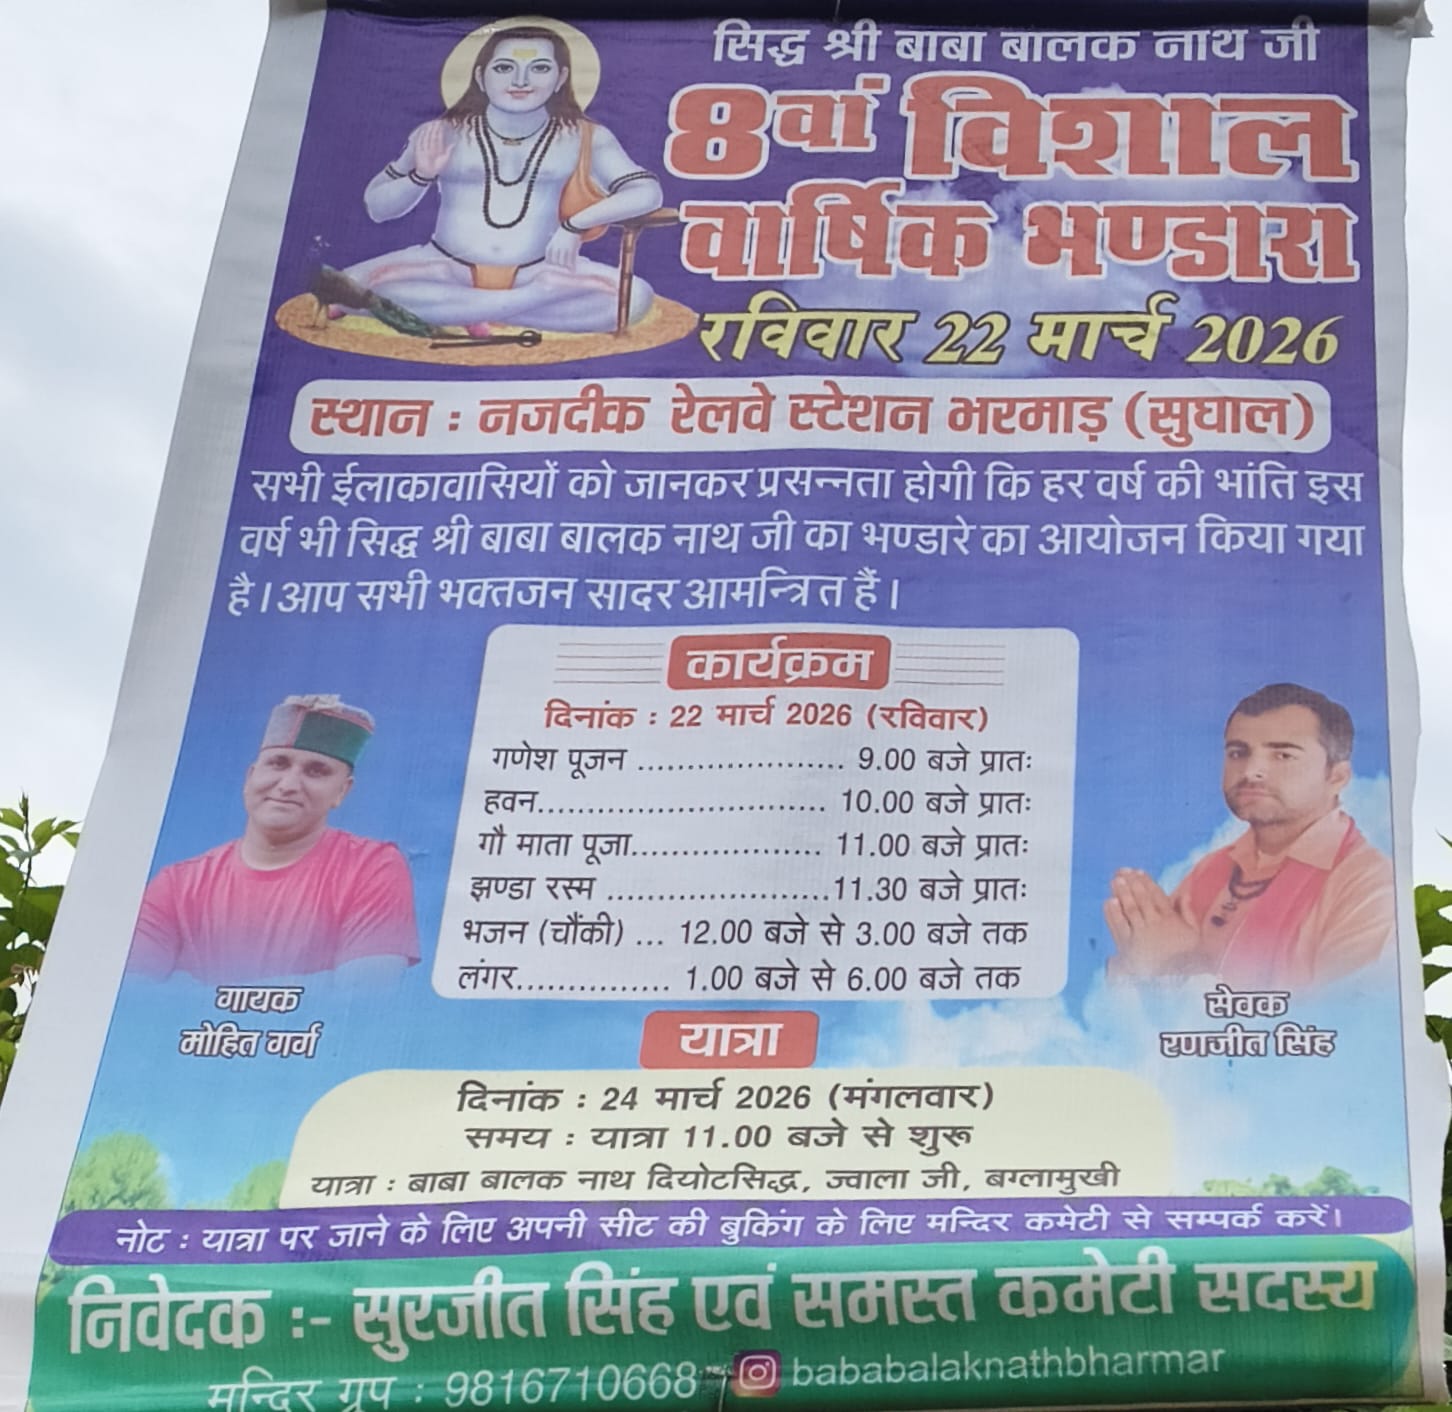 सिद्ध श्री बाबा बालक नाथ जी
8वां विशाल
वार्षिक भण्डारा
रविवार 22 मार्च 2026
स्थान : नजदीक रेलवे स्टेशन भरमाड़ (सुघाल)
सभी ईलाकावासियों को जानकर प्रसन्नता होगी कि हर वर्ष की भांति इस
वर्ष भी सिद्ध श्री बाबा बालक नाथ जी का भण्डारे का आयोजन किया गया
है। आप सभी भक्तजन सादर आमन्त्रित हैं।
कार्यक्रम
दिनांक : 22 मार्च 2026 (रविवार)
गणेश पूजन ..................... 9.00 बजे प्रातः
हवन............................. 10.00 बजे प्रातः
गौ माता पूजा................... 11.00 बजे प्रातः
झण्डा रस्म ......................11.30 बजे प्रातः
भजन (चौंकी) ... 12.00 बजे से 3.00 बजे तक
लंगर............... 1.00 बजे से 6.00 बजे तक
गायक
मोहित गर्ग
सेवक
रणजीत सिंह
यात्रा
दिनांक : 24 मार्च 2026 (मंगलवार)
समय : यात्रा 11.00 बजे से शुरू
यात्रा : बाबा बालक नाथ दियोटसिद्ध, ज्वाला जी, बग्लामुखी
नोट : यात्रा पर जाने के लिए अपनी सीट की बुकिंग के लिए मन्दिर कमेटी से सम्पर्क करें।
निवेदक :- सुरजीत सिंह एवं समस्त कमेटी सदस्य
मन्दिर ग्रुप : 9816710668 bababalaknathbharmar